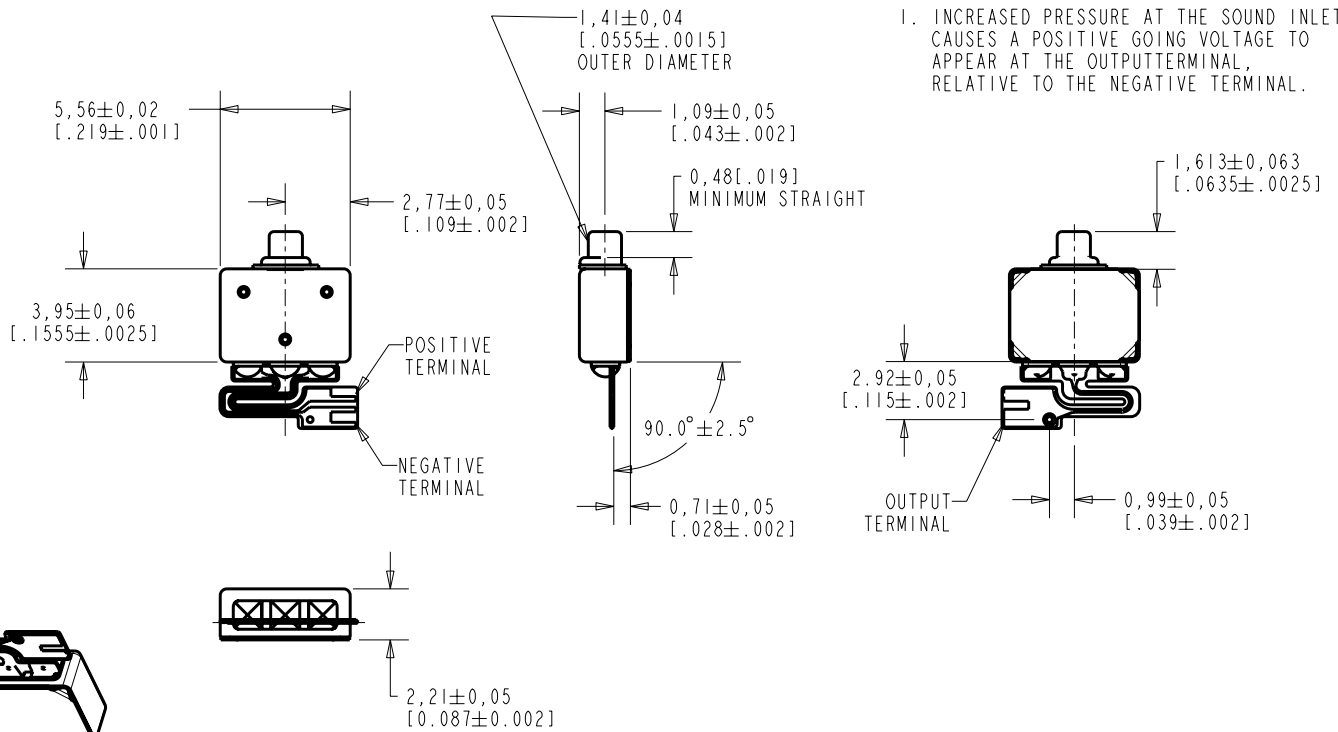 1,41±0,04
[.0555±.0015]
OUTER DIAMETER
1. INCREASED PRESSURE AT THE SOUND INLET
CAUSES A POSITIVE GOING VOLTAGE TO
APPEAR AT THE OUTPUTTERMINAL,
RELATIVE TO THE NEGATIVE TERMINAL.
5,56±0,02
[.219±.001]
1,09±0,05
[.043±.002]
0,48[.019]
MINIMUM STRAIGHT
1,613±0,063
[.0635±.0025]
2,77±0,05
[.109±.002]
3,95±0,06
[.1555±.0025]
POSITIVE
TERMINAL
NEGATIVE
TERMINAL
90.0°±2.5°
2.92±0,05
[.115±.002]
0,71±0,05
[.028±.002]
OUTPUT
TERMINAL
0,99±0,05
[.039±.002]
2,21±0,05
[0.087±0.002]